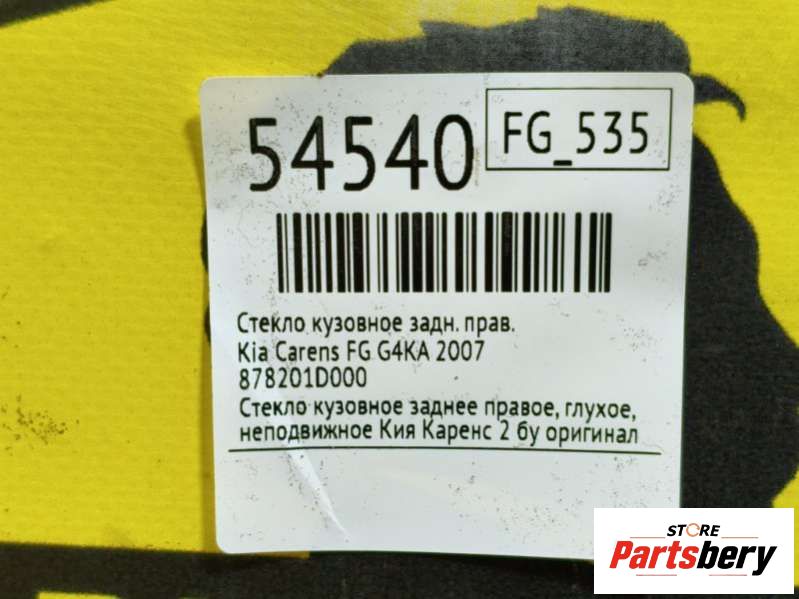 54540
FG_535
Стекло кузовное задн. прав.
Kia Carens FG G4KA 2007
878201D000
Стекло кузовное заднее правое, глухое,
неподвижное Кия Каренс 2 бу оригинал
STORE
Partsbery